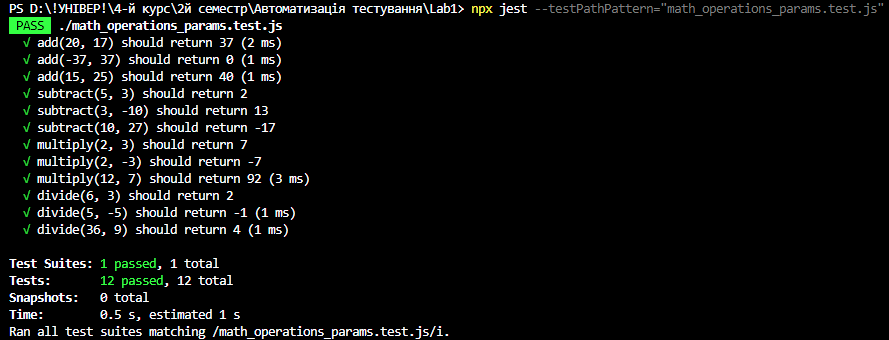 PS D:\!УНІВЕР!\4-й курс\2й семестр\Автоматизація тестування\Lab1> npx jest --testPathPattern="math_operations_params.test.js"
PASS ./math_operations_params.test.js
√ add(20, 17) should return 37 (2 ms)
√ add(-37, 37) should return 0 (1 ms)
√ add(15, 25) should return 40 (1 ms)
√ subtract(5, 3) should return 2
√ subtract(3, -10) should return 13
√ subtract(10, 27) should return -17
√ multiply(2, 3) should return 7
√ multiply(2, -3) should return -7
√ multiply(12, 7) should return 92 (3 ms)
√ divide(6, 3) should return 2
√ divide(5, -5) should return -1 (1 ms)
√ divide(36, 9) should return 4 (1 ms)
Test Suites: 1 passed, 1 total
Tests: 12 passed, 12 total
Snapshots: 0 total
Time: 0.5 s, estimated 1 s
Ran all test suites matching /math_operations_params.test.js/i.